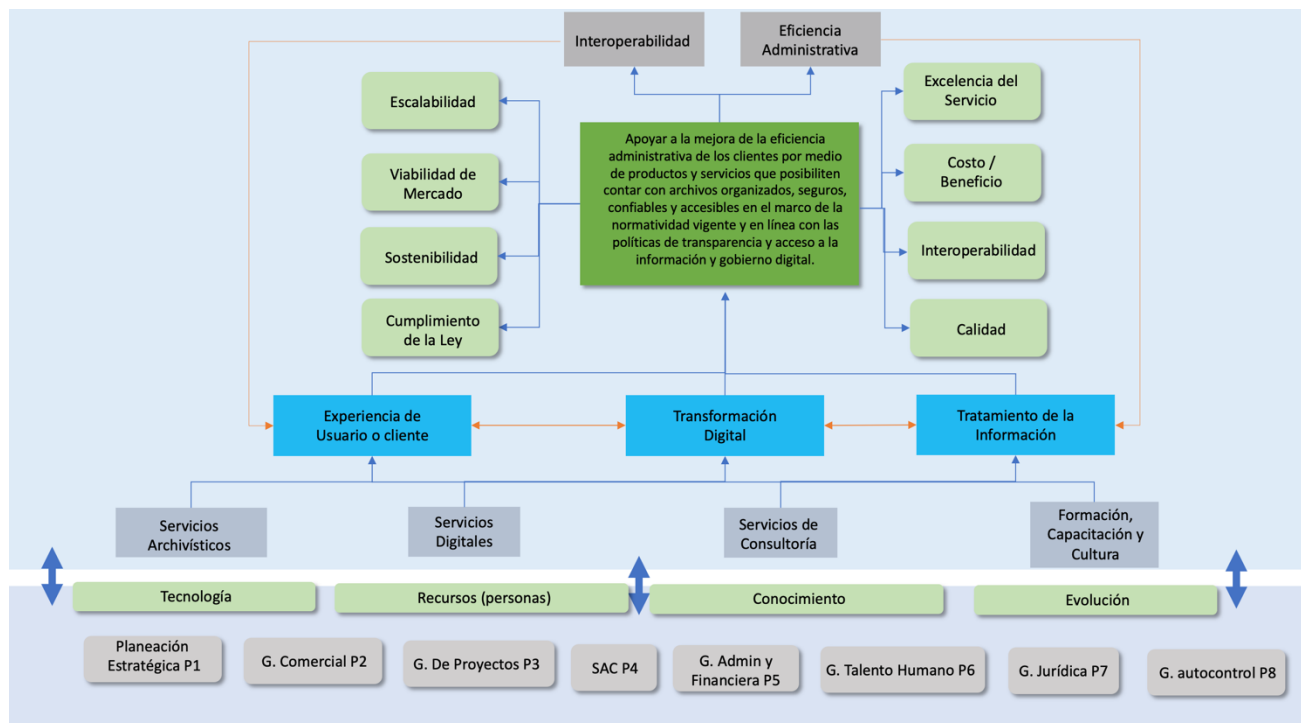 Interoperabilidad
Eficiencia
Administrativa
Escalabilidad
Viabilidad de
Mercado
Sostenibilidad
Cumplimiento
de la Ley
Apoyar a la mejora de la eficiencia
administrativa de los clientes por medio
de productos y servicios que posibiliten
contar con archivos organizados, seguros,
confiables y accesibles en el marco de la
normatividad vigente y en línea con las
políticas de transparencia y acceso a la
información y gobierno digital.
Excelencia del
Servicio
Costo /
Beneficio
Interoperabilidad
Calidad
Experiencia de
Usuario o cliente
Transformación
Digital
Tratamiento de la
Información
Servicios
Archivísticos
Servicios
Digitales
Servicios de
Consultoría
Formación,
Capacitación y
Cultura
Tecnología
Recursos (personas)
Conocimiento
Evolución
Planeación
Estratégica P1
G. Comercial P2
G. De Proyectos P3
SAC P4
G. Admin y
Financiera P5
G. Talento Humano P6
G. Jurídica P7
G. autocontrol P8